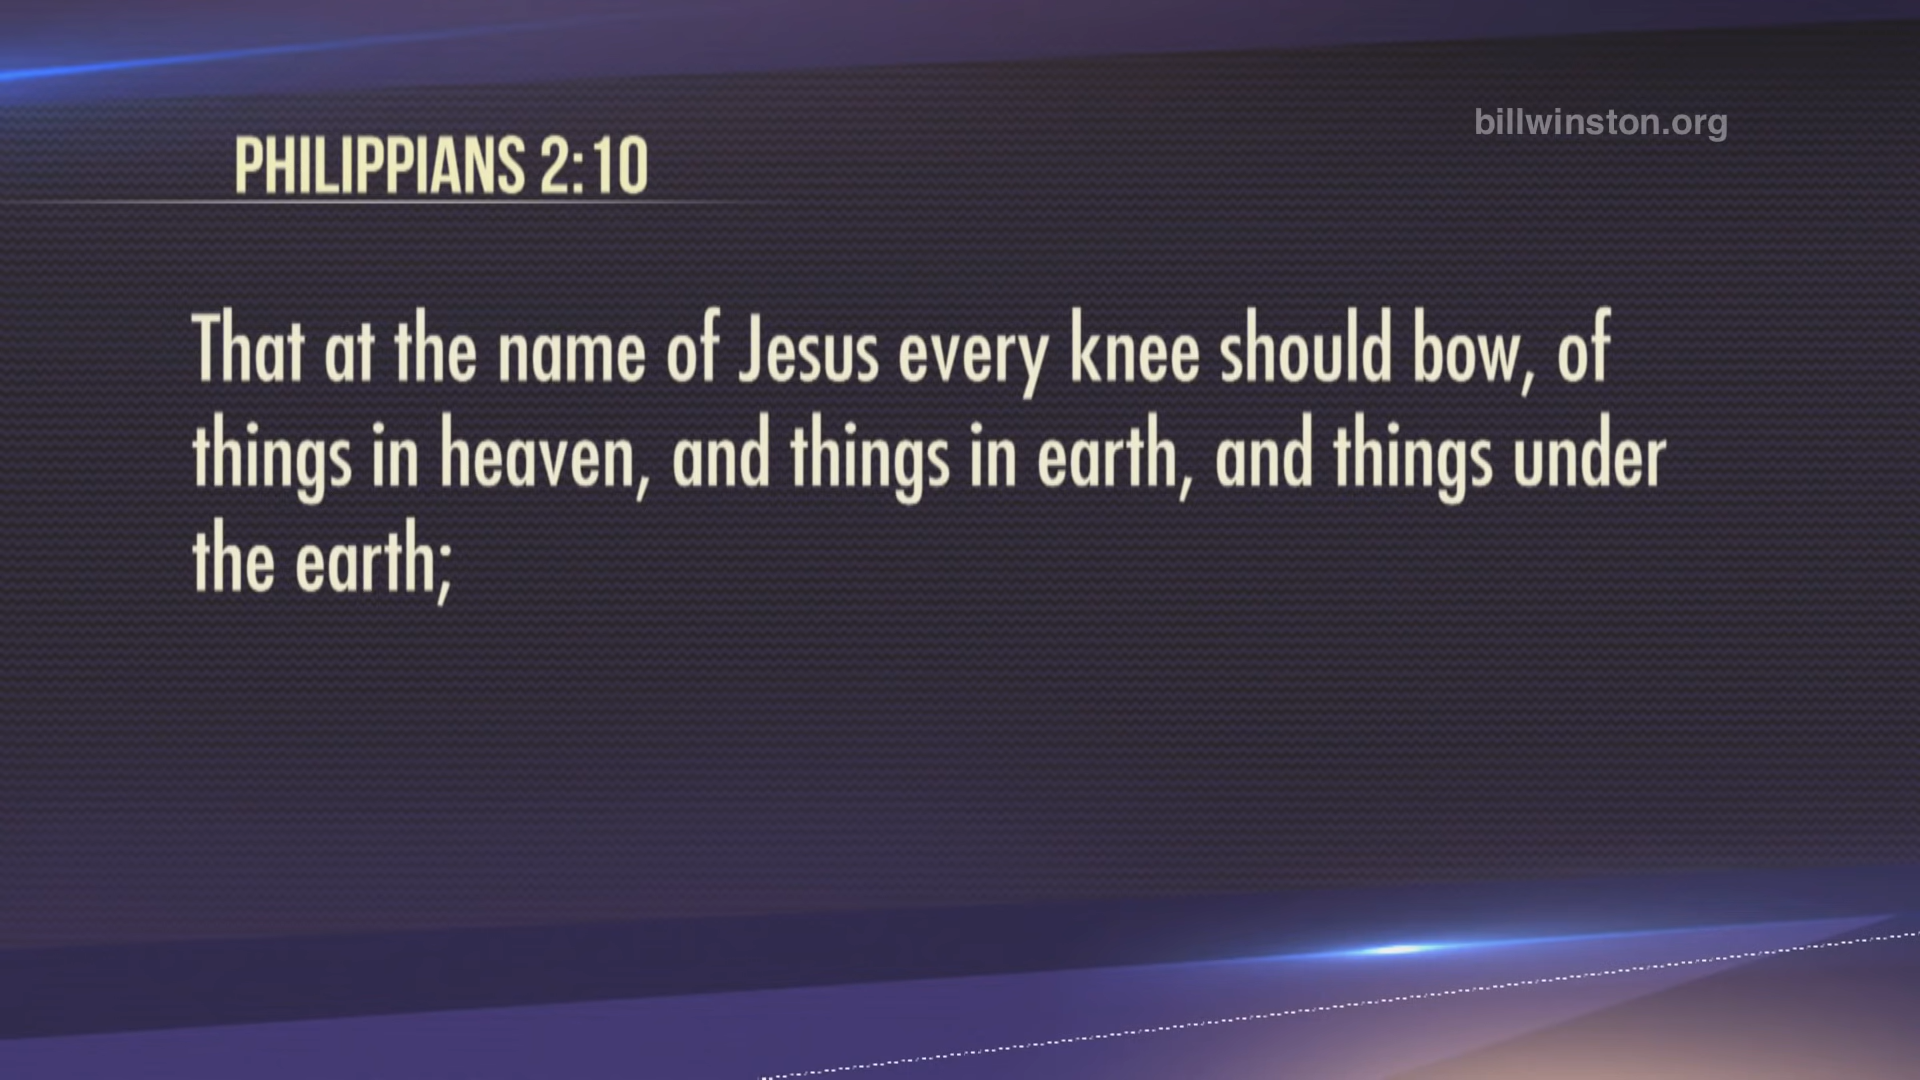 billwinston.org
PHILIPPIANS 2:10
That at the name of Jesus every knee should bow, of
things in heaven, and things in earth, and things under
the earth;